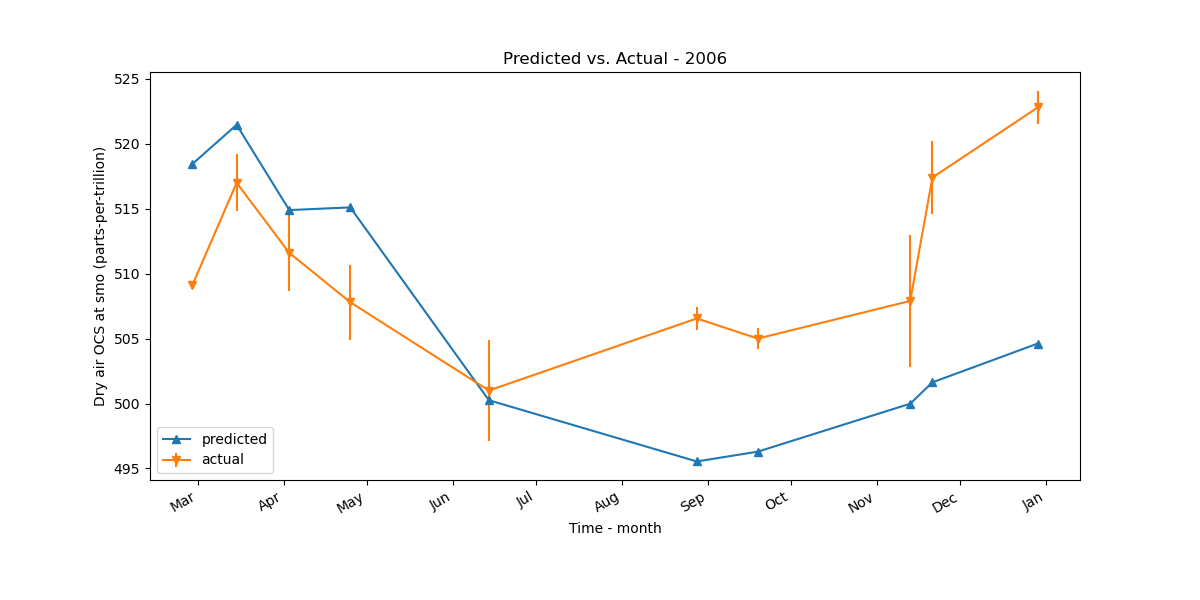 Predicted vs. Actual - 2006
Dry air OCS at smo (parts-per-trillion)
525
520
515
510
505
500
495
predicted
actual
Mar
Apr
May
Jun
Jul
Aug
Sep
Oct
Nov
Dec
Jan
Time - month